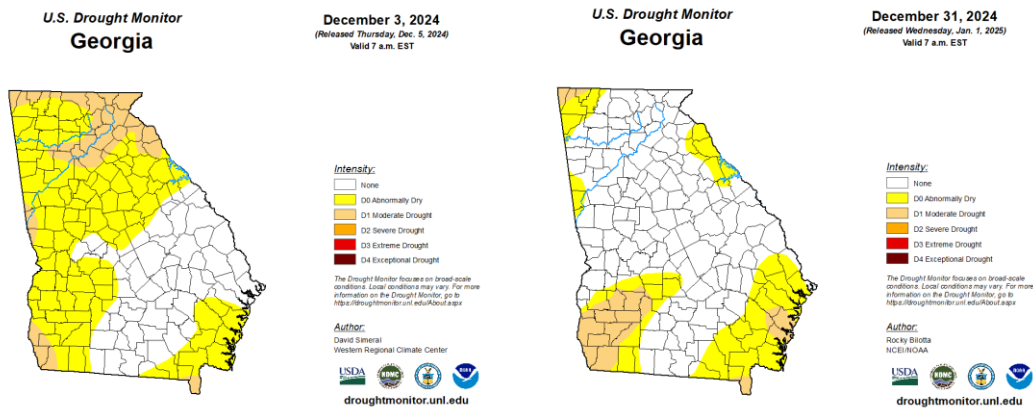 U.S. Drought Monitor
Georgia
December 3, 2024
(Released Thursday, Dec. 5, 2024)
Valid 7 a.m. EST
Intensity:
None
D0 Abnormally Dry
D1 Moderate Drought
D2 Severe Drought
D3 Extreme Drought
D4 Exceptional Drought
The Drought Monitor focuses on broad-scale
conditions. Local conditions may vary. For more
information on the Drought Monitor, go to
https://droughtmonitor.unl.edu/About.aspx
Author:
David Simeral
Western Regional Climate Center
USDA
NDMC
NOAA
droughtmonitor.unl.edu
U.S. Drought Monitor
Georgia
December 31, 2024
(Released Wednesday, Jan. 1, 2025)
Valid 7 a.m. EST
Intensity:
None
D0 Abnormally Dry
D1 Moderate Drought
D2 Severe Drought
D3 Extreme Drought
D4 Exceptional Drought
The Drought Monitor focuses on broad-scale
conditions. Local conditions may vary. For more
information on the Drought Monitor, go to
https://droughtmonitor.unl.edu/About.aspx
Author:
Rocky Bilotta
NCEI/NOAA
USDA
NDMC
NOAA
droughtmonitor.unl.edu